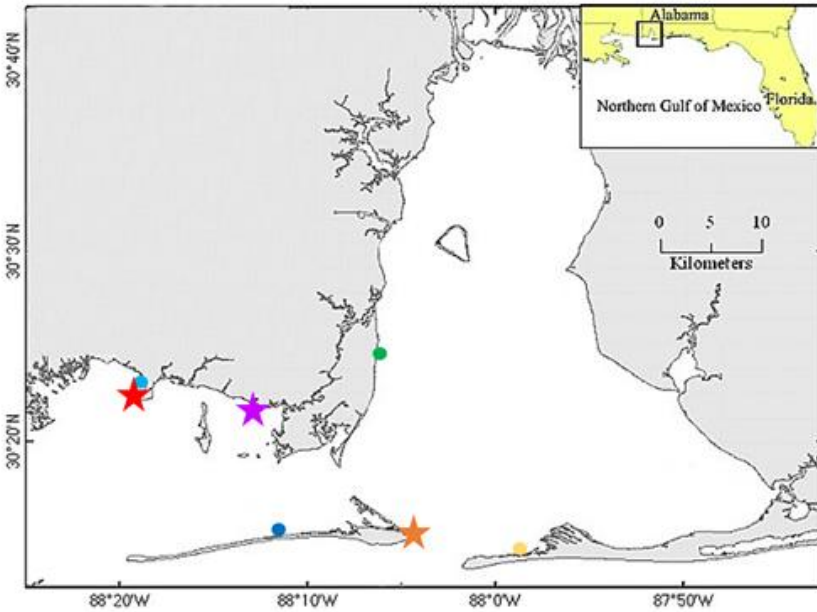 Alabama
Florida
Northern Gulf of Mexico
30°40'N
30°30'N
30°20'N
0 5 10
Kilometers
88°20'W
88°10'W
88°0'W
87°50'W